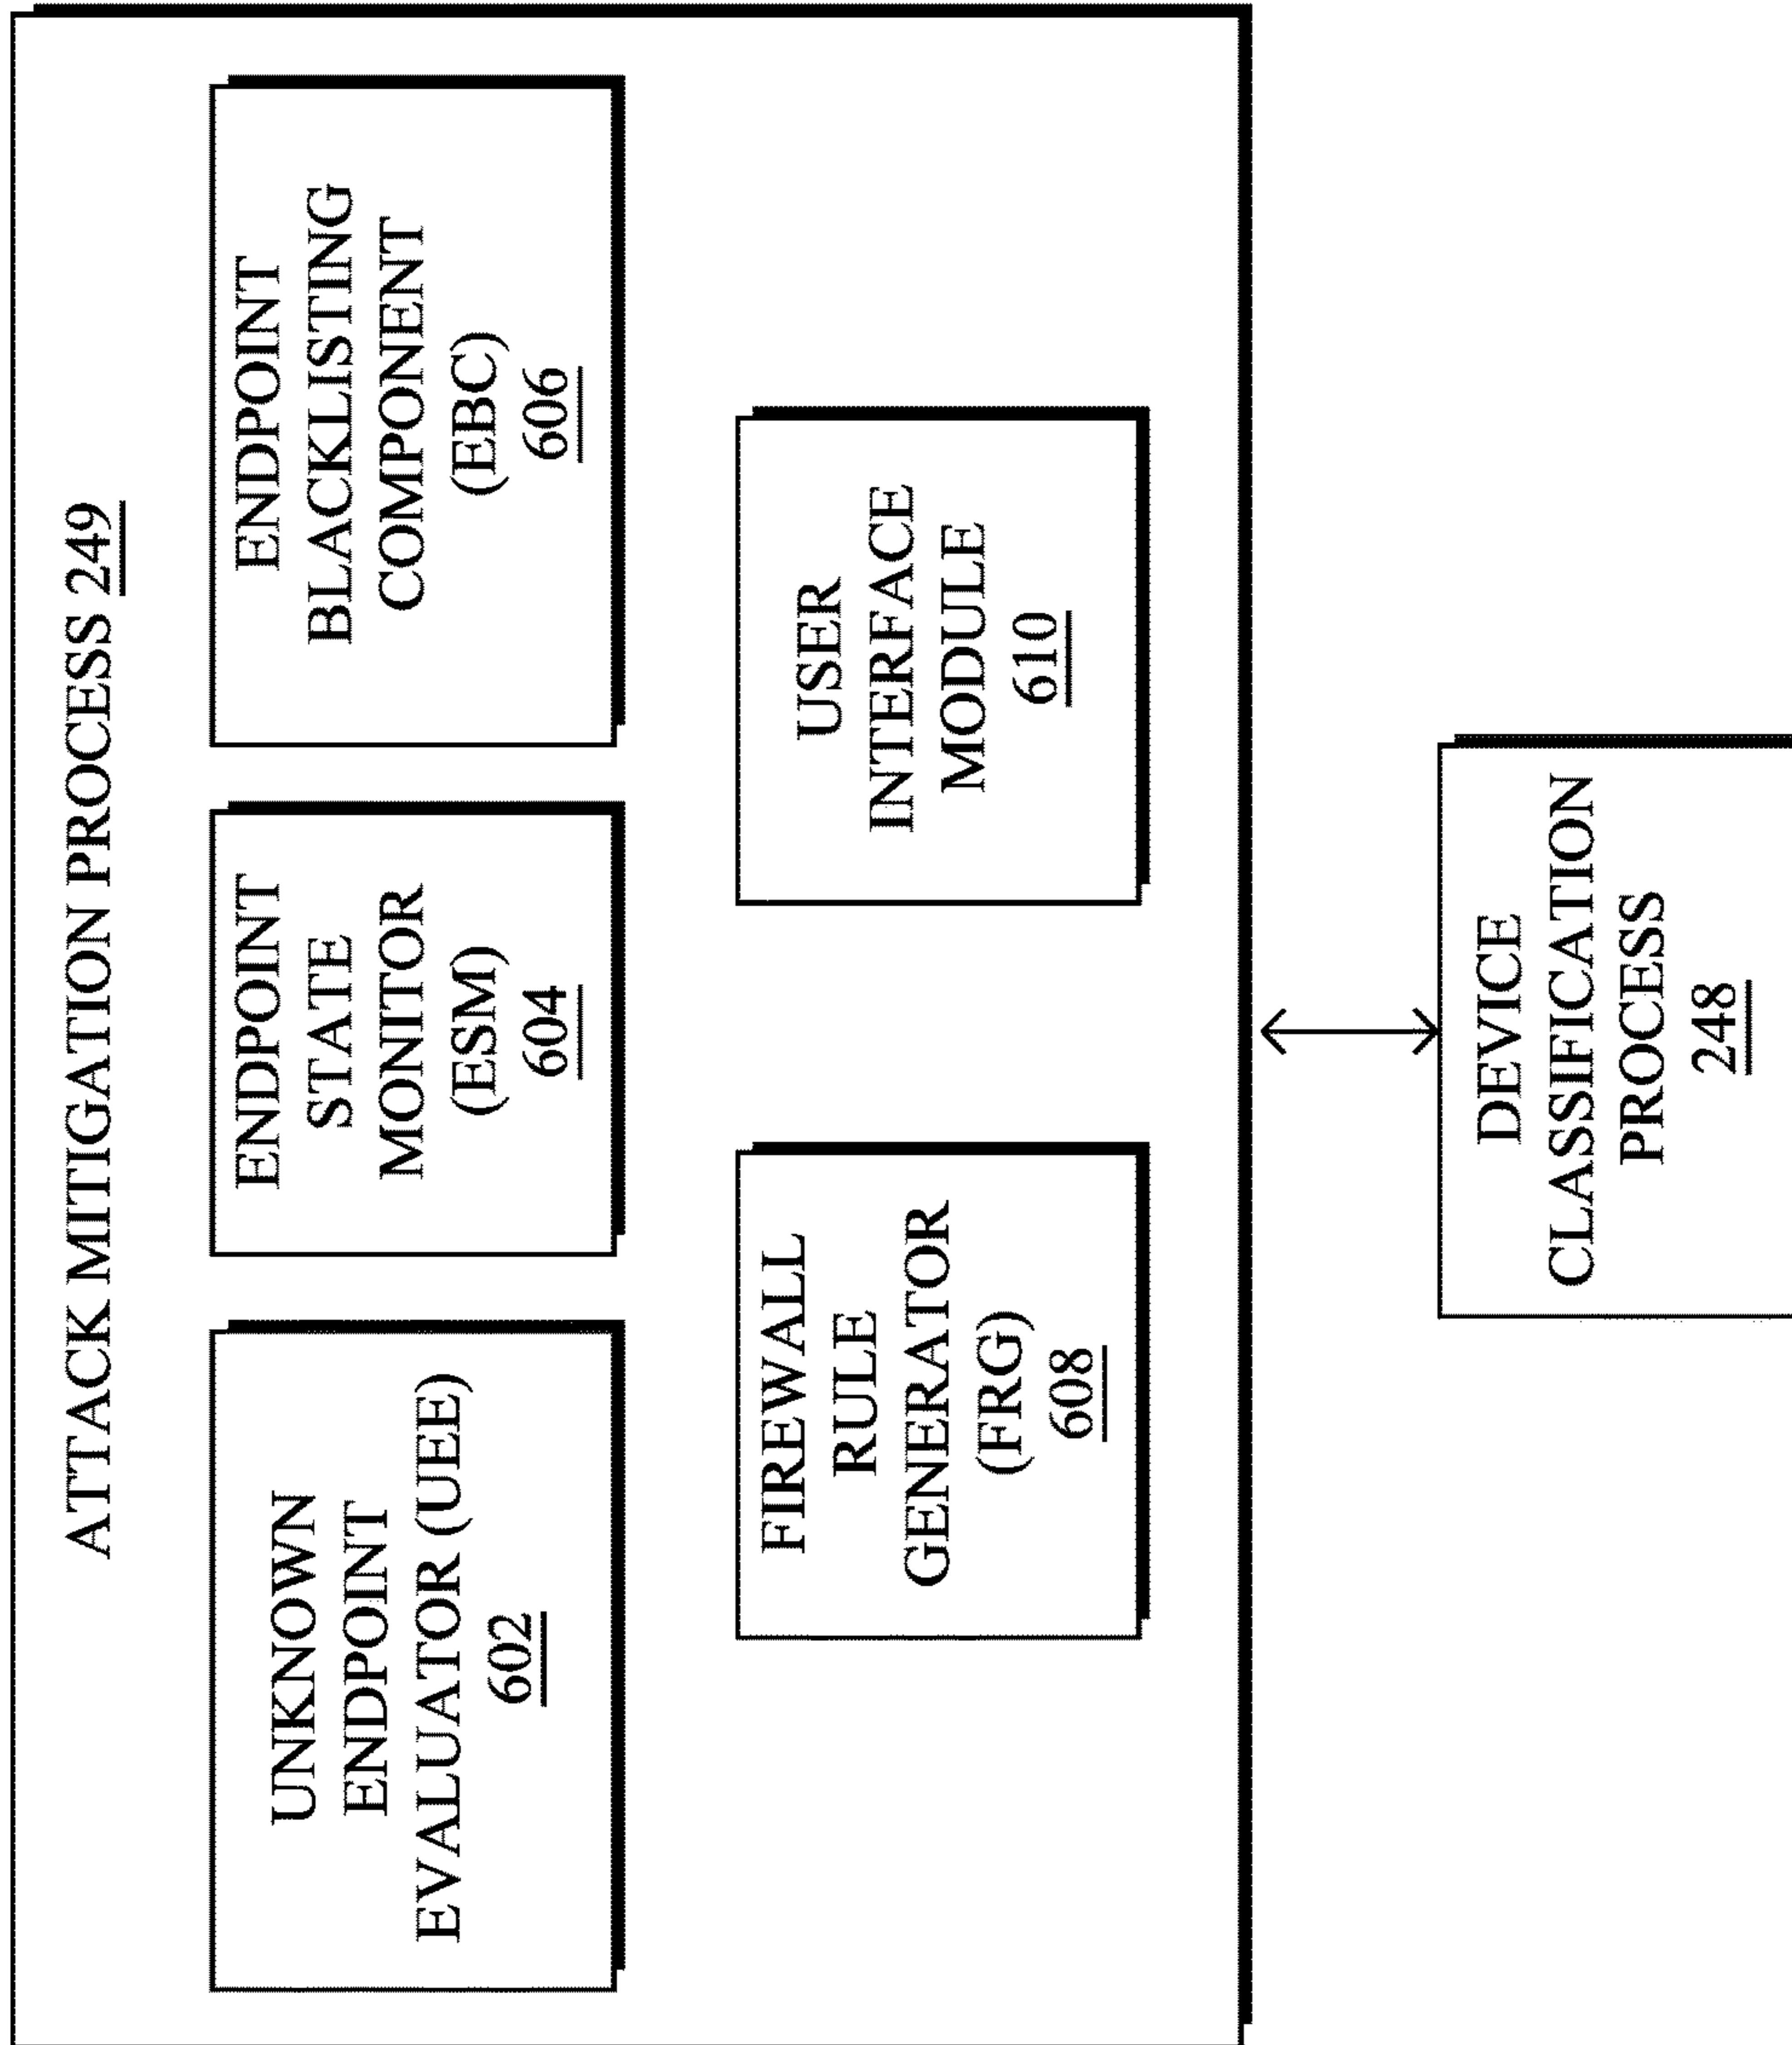 ATTACK MITIGATION PROCESS 249
UNKNOWN
ENDPOINT
EVALUATOR (UEE)
602
ENDPOINT
STATE
MONITOR
(ESM)
604
ENDPOINT
BLACKLISTING
COMPONENT
(EBC)
606
FIREWALL
RULE
GENERATOR
(FRG)
608
USER
INTERFACE
MODULE
610
DEVICE
CLASSIFICATION
PROCESS
248